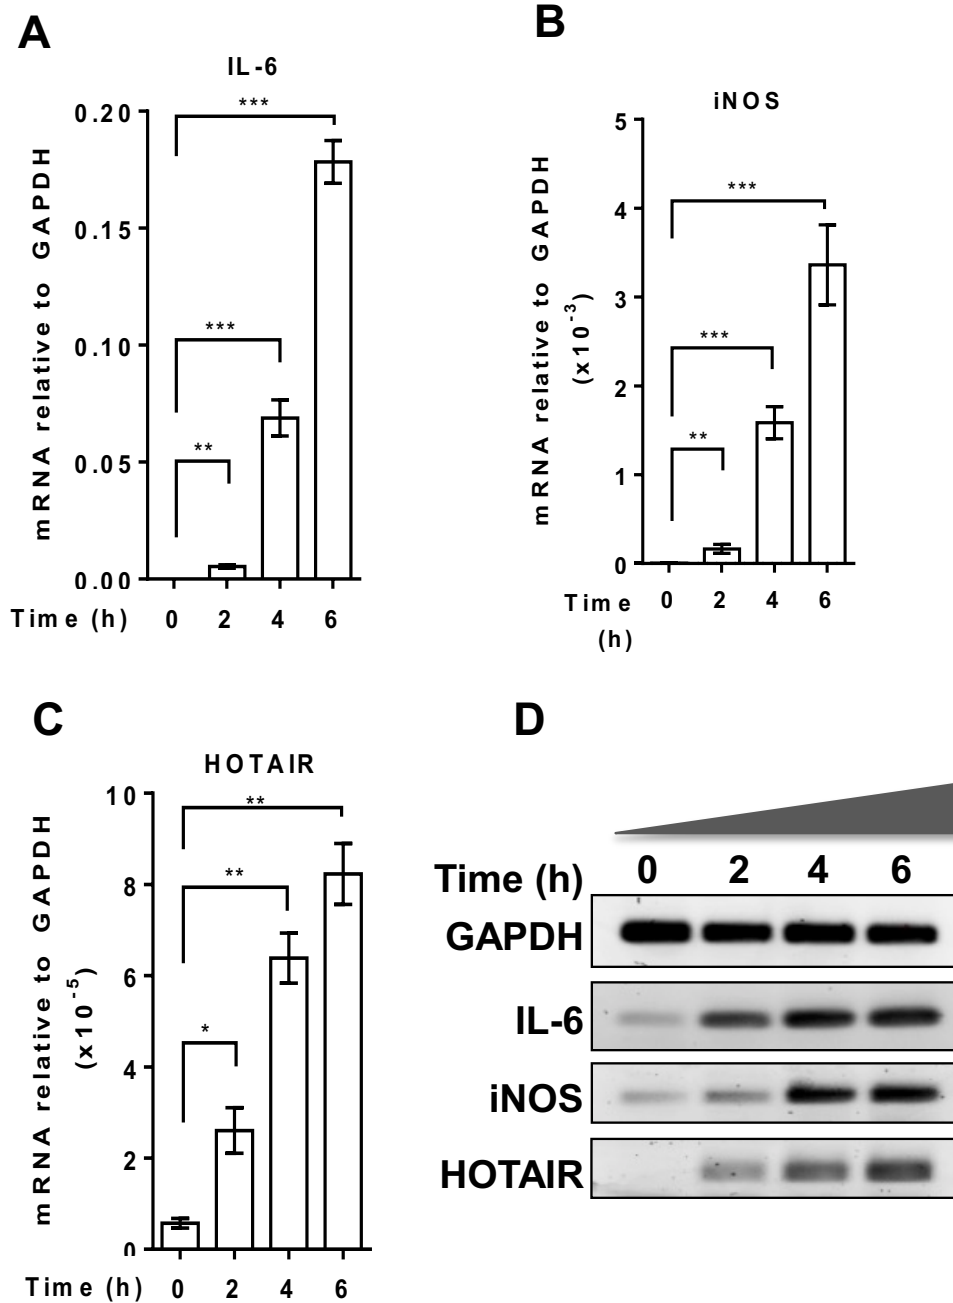 A
IL-6
mRNA relative to GAPDH
0.20
0.15
0.10
0.05
0.00
***
***
**
Time (h) 0 2 4 6
B
iNOS
mRNA relative to GAPDH
(x10-3)
5
4
3
2
1
0
***
***
**
Time 0 2 4 6
(h)
C
HOTAIR
mRNA relative to GAPDH
(x10-5)
10
8
6
4
2
0
**
**
*
Time (h) 0 2 4 6
D
Time (h) 0 2 4 6
GAPDH
IL-6
iNOS
HOTAIR